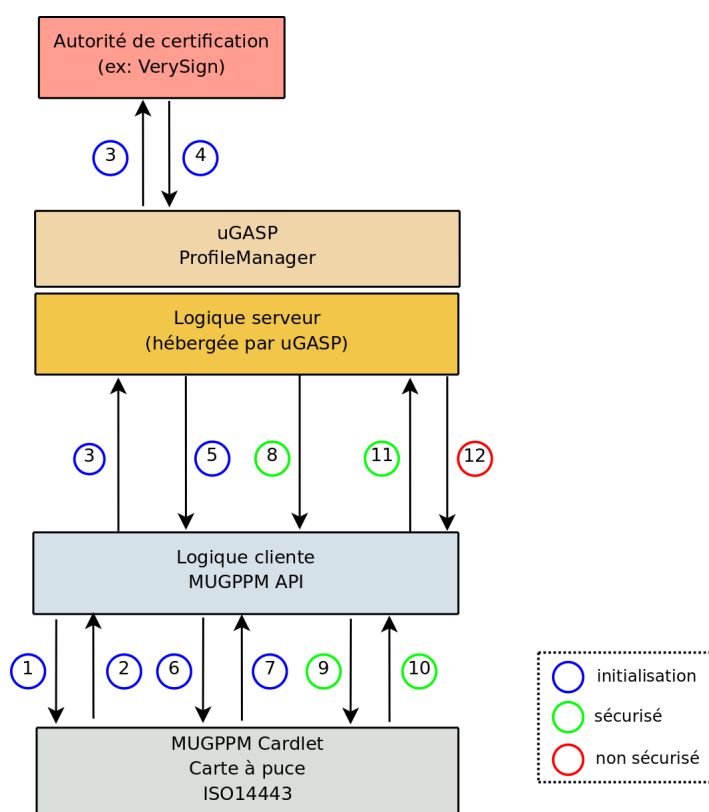 Autorité de certification
(ex: VerySign)
3
4
uGASP
ProfileManager
Logique serveur
(hébergée par uGASP)
3
5
8
11
12
Logique cliente
MUGPPM API
1
2
6
7
9
10
MUGPPM Cardlet
Carte à puce
ISO14443
initialisation
sécurisé
non sécurisé